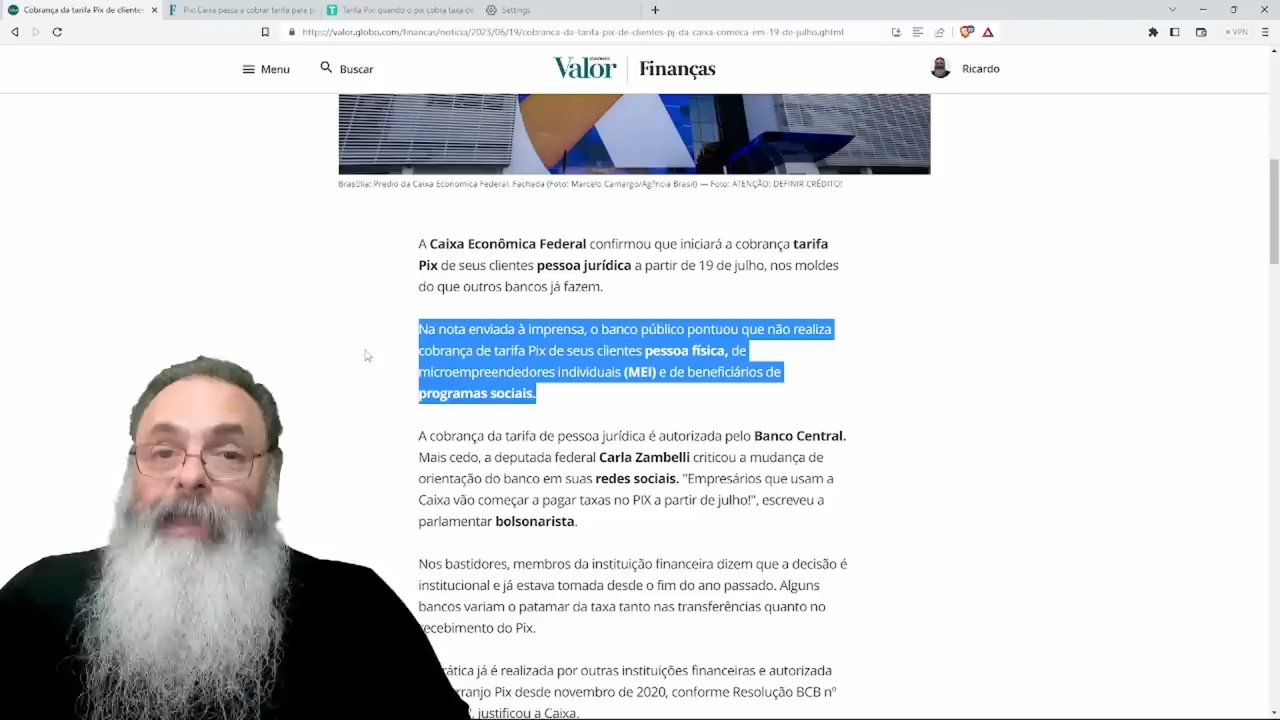 Cobrança da tarifa Pix de clientes
Pix: Caixa passa a cobrar tarifa para p
Tarifa Pix: quando o pix cobra taxa de
Settings
https://valor.globo.com/financas/noticia/2023/06/19/cobranca-da-tarifa-pix-de-clientes-pj-da-caixa-comeca-em-19-de-julho.ghtml
VPN
Menu
Buscar
Valor
Finanças
Ricardo
Predio da Caixa Economica Federal. Fachada (Foto: Marcelo Camargo/Ag?ncia Brasil) — Foto: ATENÇÃO: DEFINIR CRÉDITO!
A Caixa Econômica Federal confirmou que iniciará a cobrança tarifa
Pix de seus clientes pessoa jurídica a partir de 19 de julho, nos moldes
do que outros bancos já fazem.
Na nota enviada à imprensa, o banco público pontuou que não realiza
cobrança de tarifa Pix de seus clientes pessoa física, de
microempreendedores individuais (MEI) e de beneficiários de
programas sociais.
A cobrança da tarifa de pessoa jurídica é autorizada pelo Banco Central.
Mais cedo, a deputada federal Carla Zambelli criticou a mudança de
orientação do banco em suas redes sociais. "Empresários que usam a
Caixa vão começar a pagar taxas no PIX a partir de julho!", escreveu a
parlamentar bolsonarista.
Nos bastidores, membros da instituição financeira dizem que a decisão é
institucional e já estava tomada desde o fim do ano passado. Alguns
bancos variam o patamar da taxa tanto nas transferências quanto no
recebimento do Pix.
rática já é realizada por outras instituições financeiras e autorizada
rranjo Pix desde novembro de 2020, conforme Resolução BCB nº
, justificou a Caixa.